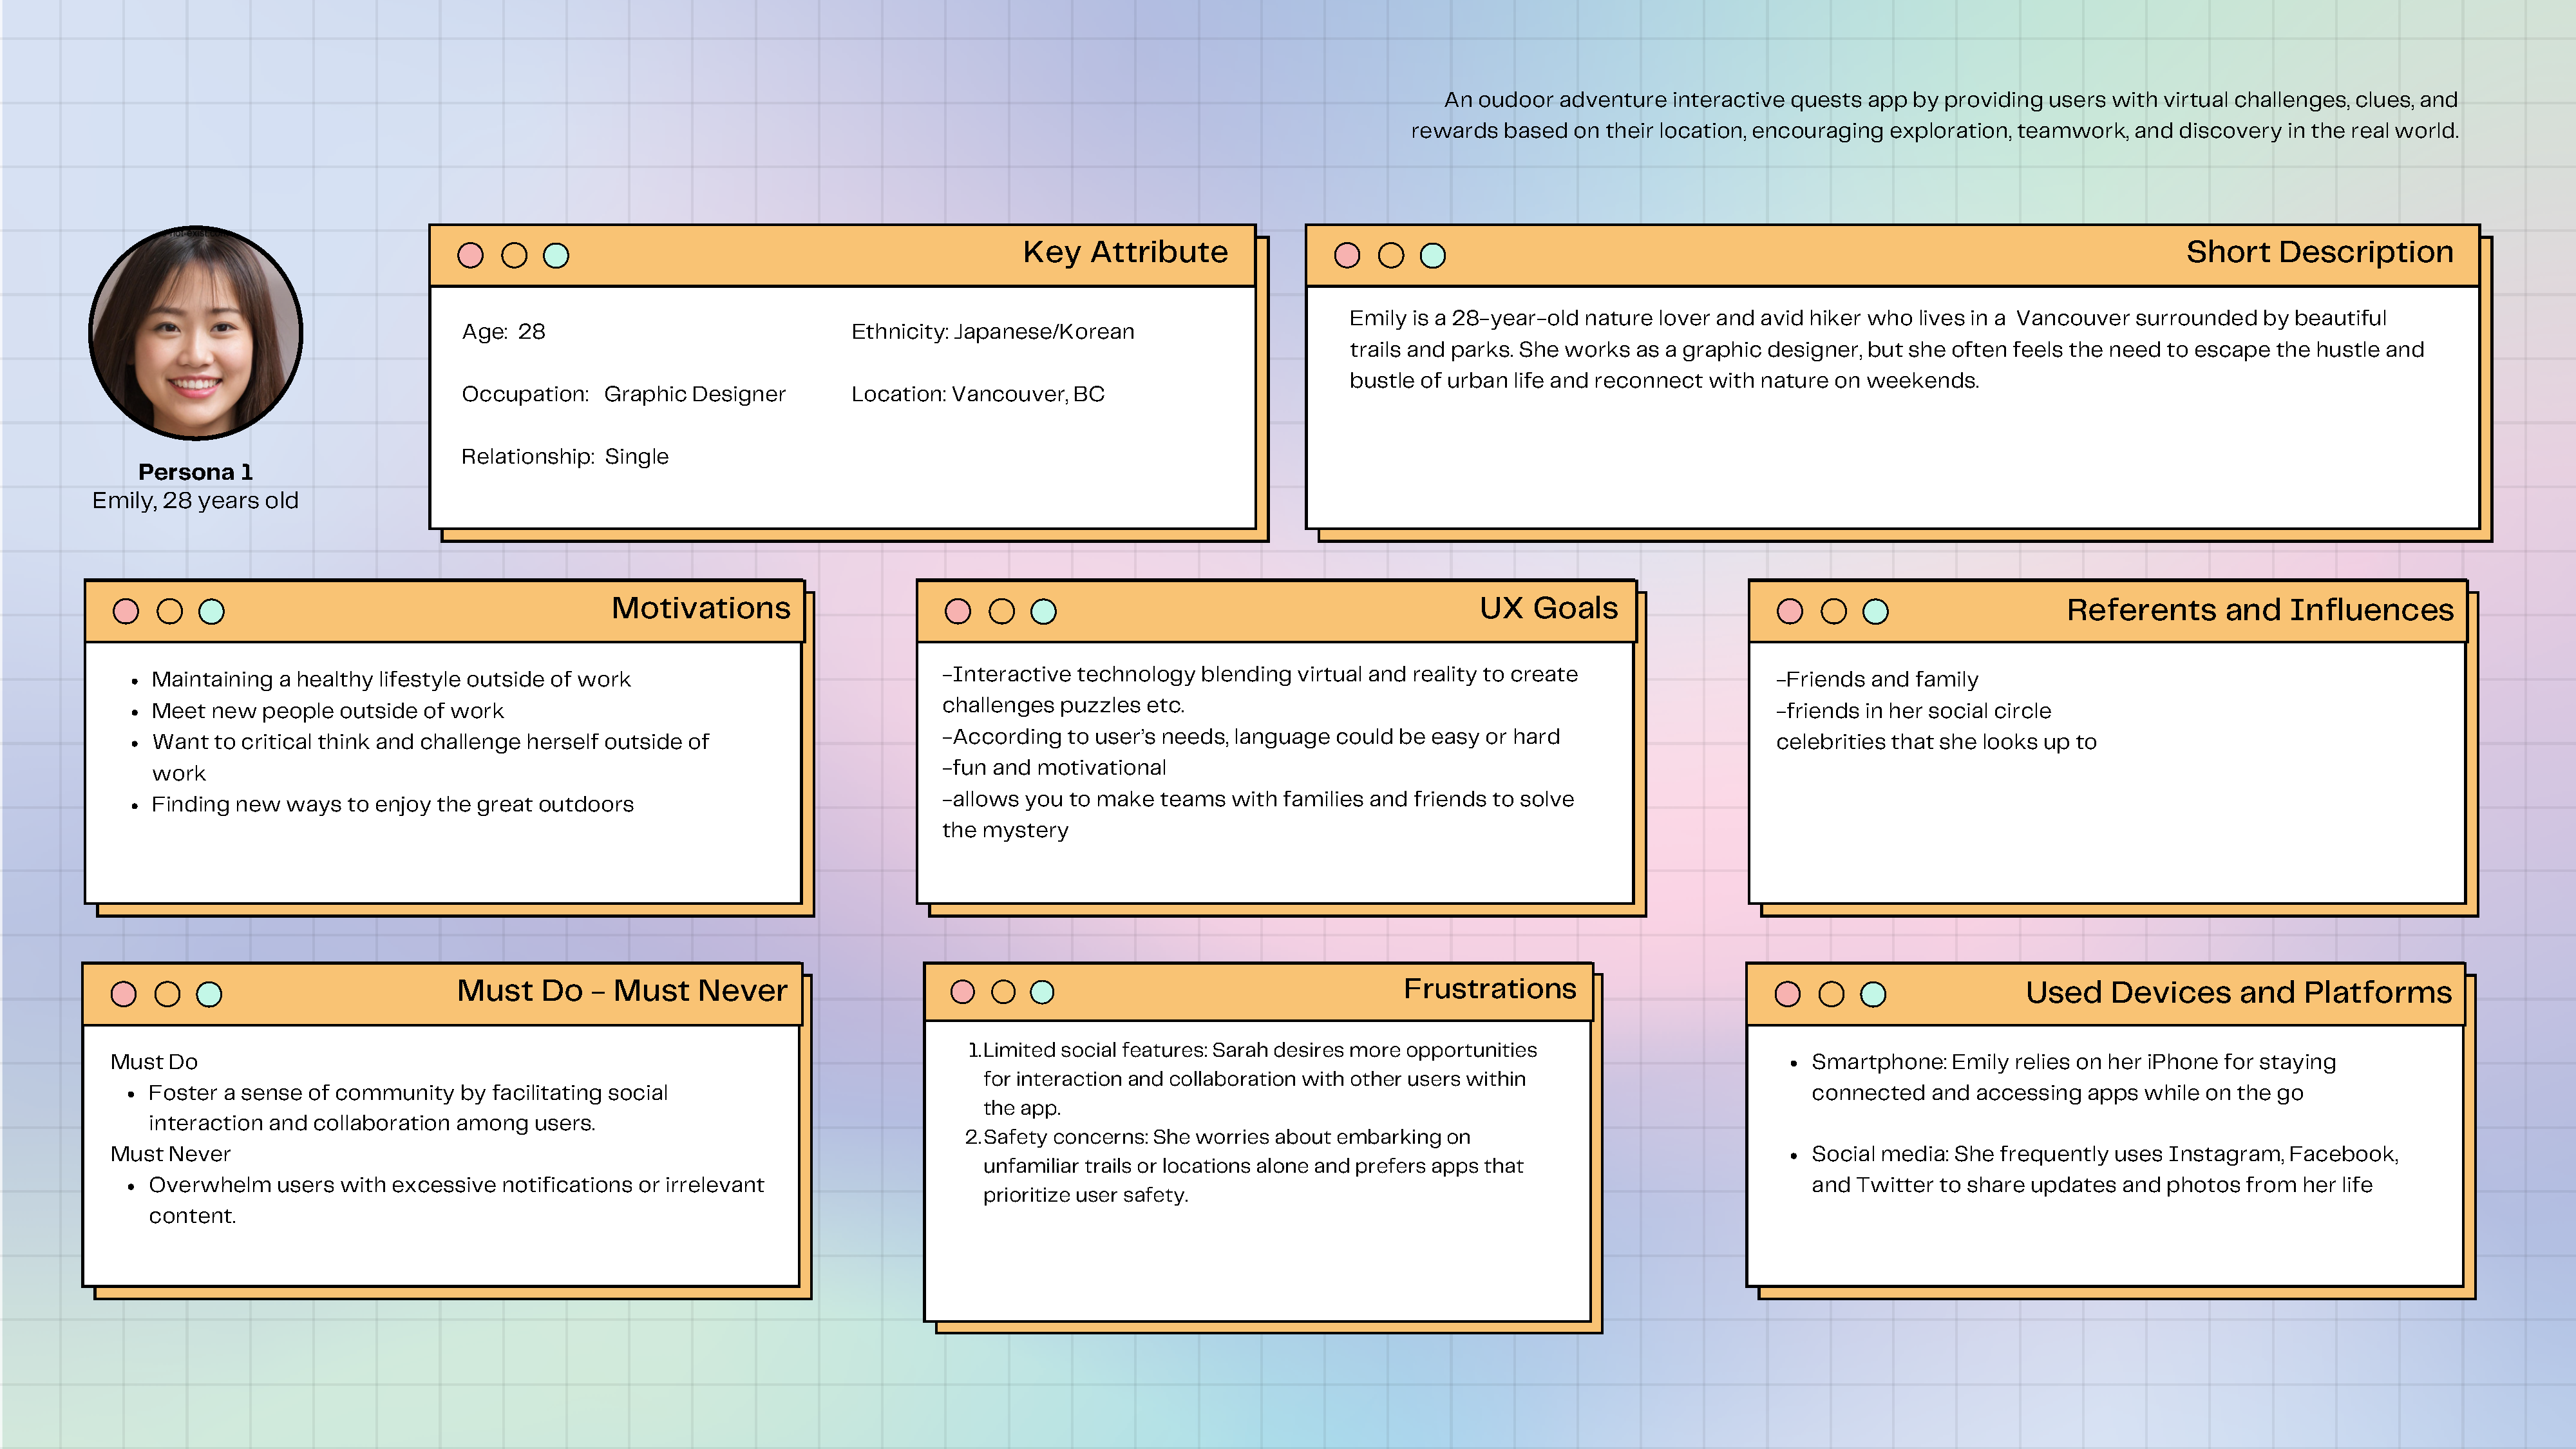 An oudoor adventure interactive quests app by providing users with virtual challenges, clues, and
rewards based on their location, encouraging exploration, teamwork, and discovery in the real world.
Persona 1
Emily, 28 years old
Key Attribute
Age: 28
Ethnicity: Japanese/Korean
Occupation: Graphic Designer
Location: Vancouver, BC
Relationship: Single
Short Description
Emily is a 28-year-old nature lover and avid hiker who lives in a Vancouver surrounded by beautiful
trails and parks. She works as a graphic designer, but she often feels the need to escape the hustle and
bustle of urban life and reconnect with nature on weekends.
Motivations
• Maintaining a healthy lifestyle outside of work
• Meet new people outside of work
• Want to critical think and challenge herself outside of
work
• Finding new ways to enjoy the great outdoors
UX Goals
-Interactive technology blending virtual and reality to create
challenges puzzles etc.
-According to user's needs, language could be easy or hard
-fun and motivational
-allows you to make teams with families and friends to solve
the mystery
Referents and Influences
-Friends and family
-friends in her social circle
celebrities that she looks up to
Must Do - Must Never
Must Do
• Foster a sense of community by facilitating social
interaction and collaboration among users.
Must Never
• Overwhelm users with excessive notifications or irrelevant
content.
Frustrations
1.Limited social features: Sarah desires more opportunities
for interaction and collaboration with other users within
the app.
2.Safety concerns: She worries about embarking on
unfamiliar trails or locations alone and prefers apps that
prioritize user safety.
Used Devices and Platforms
• Smartphone: Emily relies on her iPhone for staying
connected and accessing apps while on the go
• Social media: She frequently uses Instagram, Facebook,
and Twitter to share updates and photos from her life